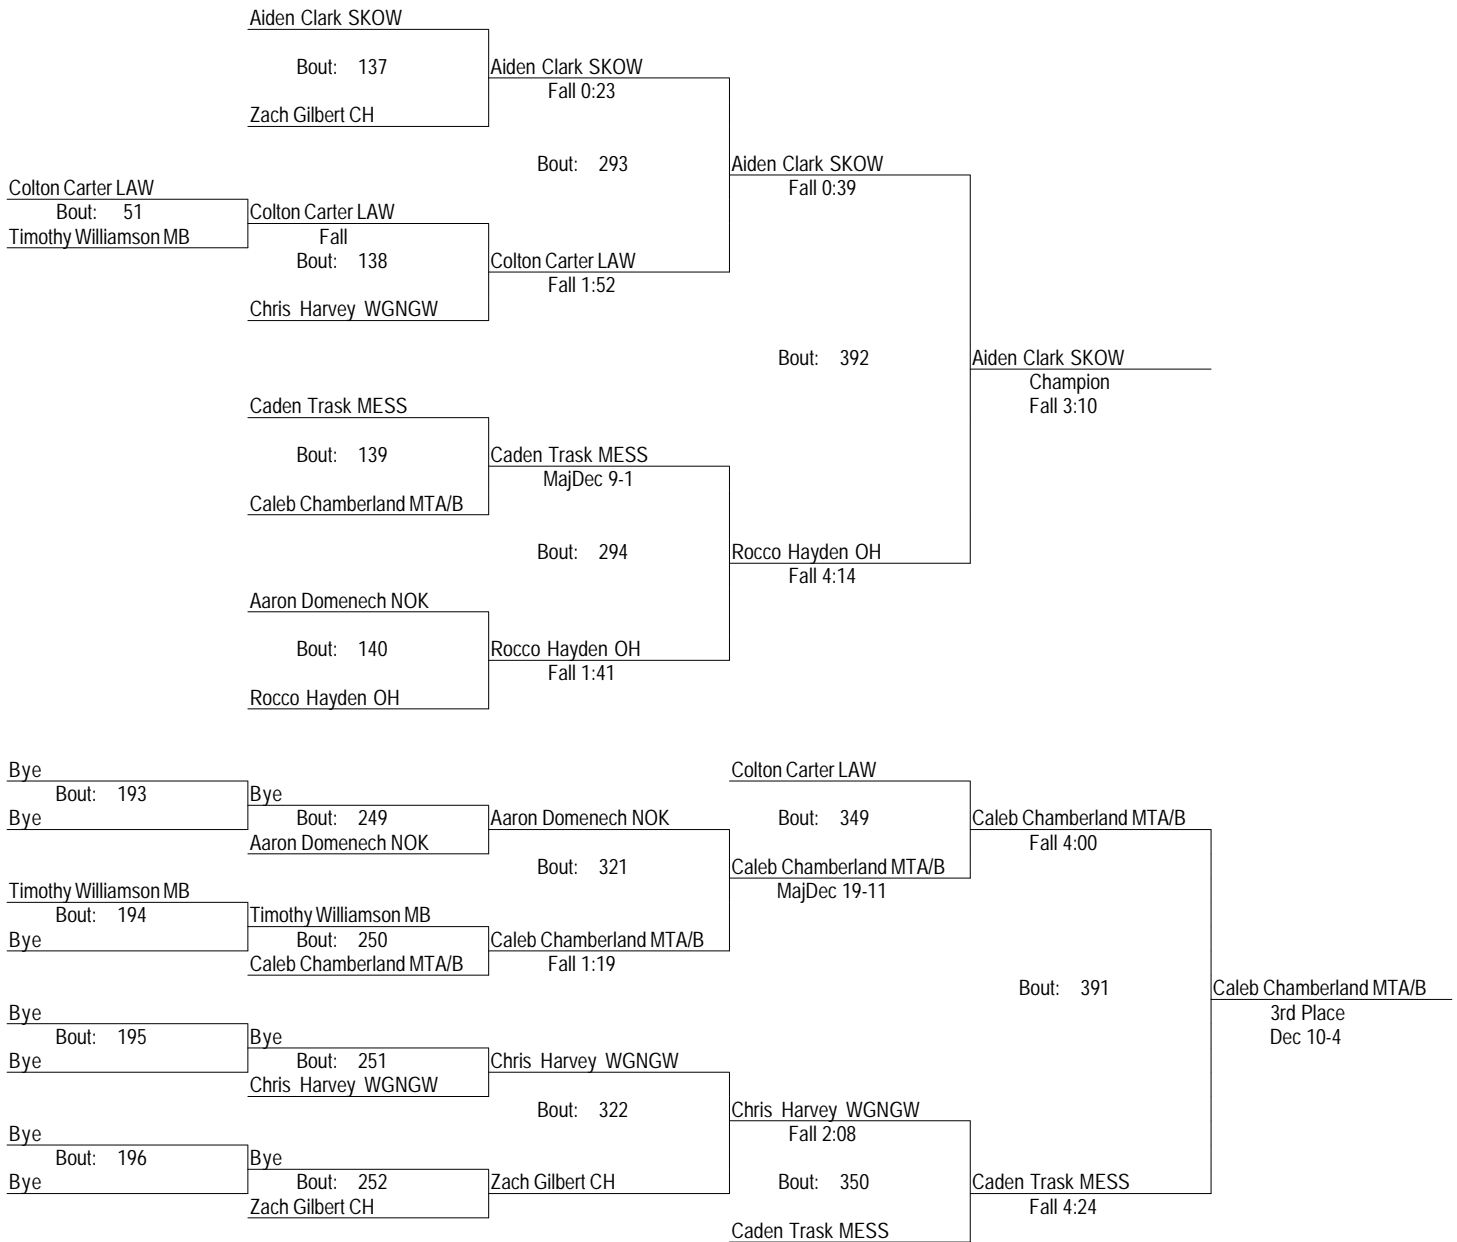 Aiden Clark SKOW
Bout: 137
Aiden Clark SKOW
Fall 0:23
Zach Gilbert CH
Bout: 293
Aiden Clark SKOW
Fall 0:39
Colton Carter LAW
Bout: 51
Colton Carter LAW
Timothy Williamson MB
Fall
Bout: 138
Colton Carter LAW
Fall 1:52
Chris Harvey WGNGW
Bout: 392
Aiden Clark SKOW
Champion
Fall 3:10
Caden Trask MESS
Bout: 139
Caden Trask MESS
MajDec 9-1
Caleb Chamberland MTA/B
Bout: 294
Rocco Hayden OH
Fall 4:14
Aaron Domenech NOK
Bout: 140
Rocco Hayden OH
Fall 1:41
Rocco Hayden OH
Bye
Colton Carter LAW
Bout: 193
Bye
Bye
Bout: 249
Aaron Domenech NOK
Bout: 349
Caleb Chamberland MTA/B
Aaron Domenech NOK
Fall 4:00
Bout: 321
Caleb Chamberland MTA/B
Timothy Williamson MB
MajDec 19-11
Bout: 194
Timothy Williamson MB
Bye
Bout: 250
Caleb Chamberland MTA/B
Caleb Chamberland MTA/B
Fall 1:19
Bout: 391
Caleb Chamberland MTA/B
Bye
3rd Place
Bout: 195
Bye
Dec 10-4
Bye
Bout: 251
Chris Harvey WGNGW
Chris Harvey WGNGW
Bout: 322
Chris Harvey WGNGW
Bye
Fall 2:08
Bout: 196
Bye
Bye
Bout: 252
Zach Gilbert CH
Bout: 350
Caden Trask MESS
Zach Gilbert CH
Fall 4:24
Caden Trask MESS